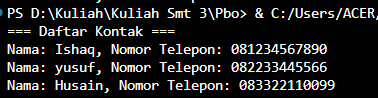 PS D:\Kuliah\Kuliah Smt 3\Pbo> & C:/Users/ACER/
=== Daftar Kontak ===
Nama: Ishaq, Nomor Telepon: 081234567890
Nama: yusuf, Nomor Telepon: 082233445566
Nama: Husain, Nomor Telepon: 083322110099